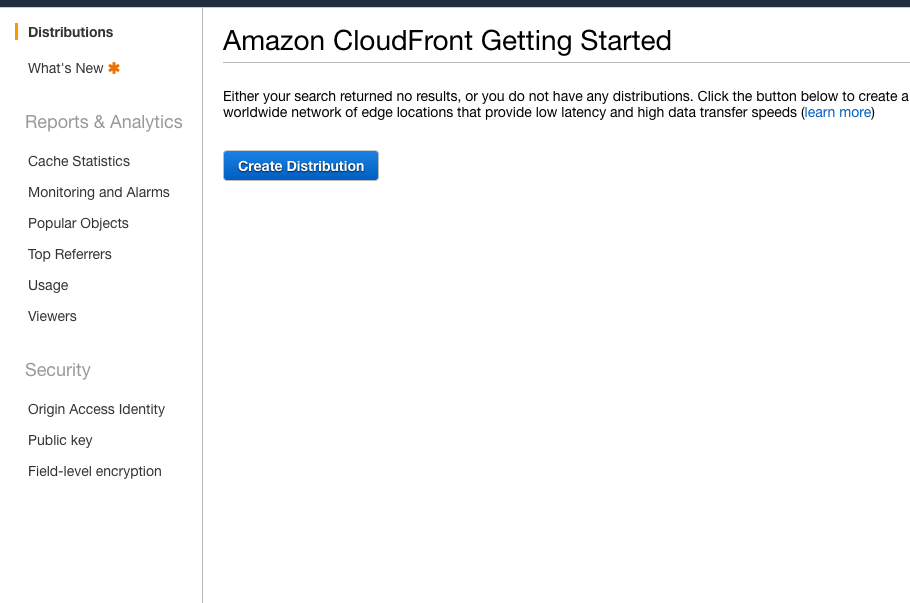 Distributions
What's New ✱
Reports & Analytics
Cache Statistics
Monitoring and Alarms
Popular Objects
Top Referrers
Usage
Viewers
Security
Origin Access Identity
Public key
Field-level encryption
Amazon CloudFront Getting Started
Either your search returned no results, or you do not have any distributions. Click the button below to create a
worldwide network of edge locations that provide low latency and high data transfer speeds (learn more)
Create Distribution